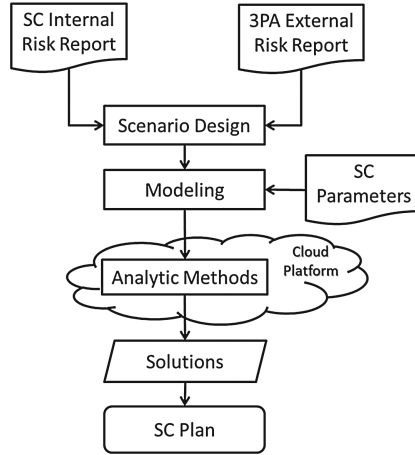 SC Internal
Risk Report
3PA External
Risk Report
Scenario Design
Modeling
SC
Parameters
Cloud
Platform
Analytic Methods
Solutions
SC Plan